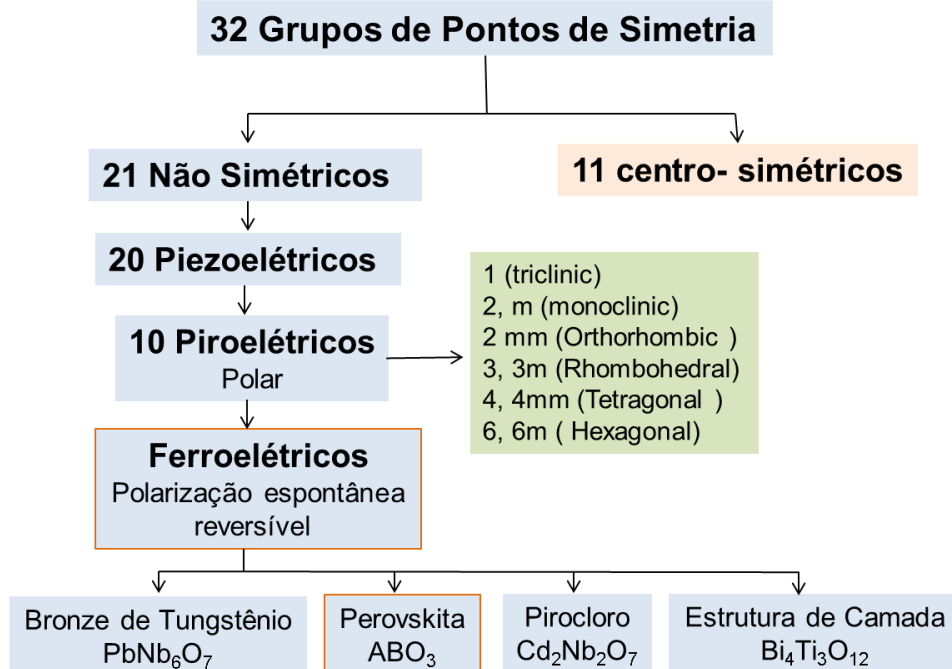 32 Grupos de Pontos de Simetria
21 Não Simétricos
11 centro- simétricos
20 Piezoelétricos
10 Piroelétricos
Polar
1 (triclinic)
2, m (monoclinic)
2 mm (Orthorhombic )
3, 3m (Rhombohedral)
4, 4mm (Tetragonal )
6, 6m ( Hexagonal)
Ferroelétricos
Polarização espontânea
reversível
Bronze de Tungstênio
PbNb₆O₇
Perovskita
ABO₃
Pirocloro
Cd₂Nb₂O₇
Estrutura de Camada
Bi₄Ti₃O₁₂